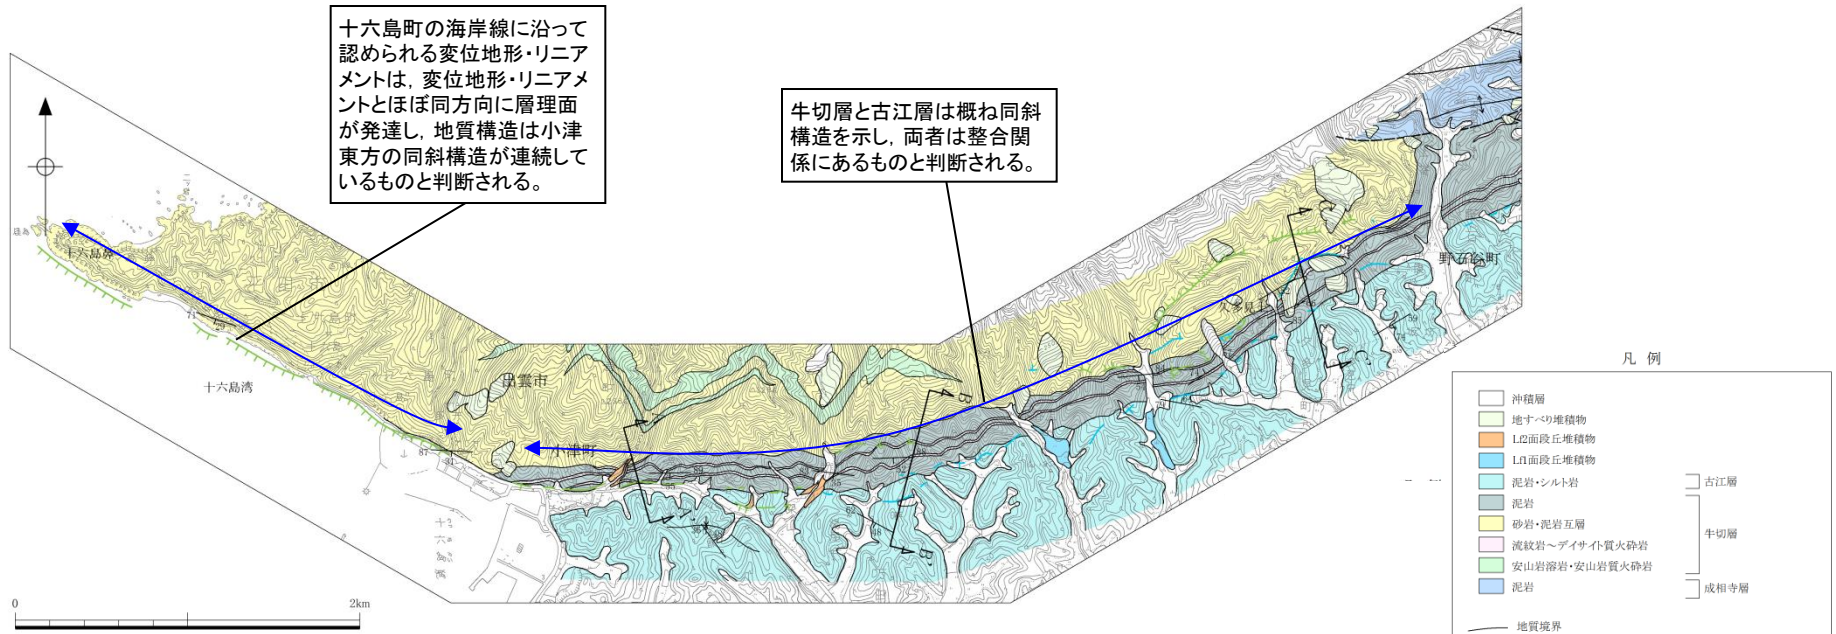 十六島町の海岸線に沿って
認められる変位地形・リニア
メントは，変位地形・リニアメ
ントとほぼ同方向に層理面
が発達し，地質構造は小津
東方の同斜構造が連続して
いるものと判断される。
牛切層と古江層は概ね同斜
構造を示し，両者は整合関
係にあるものと判断される。
十六島鼻
十六島湾
出雲市
小津町
久多見
野石谷町
71
29
87
31
62
48
B
B'
C
C'
凡 例
沖積層
地すべり堆積物
Lf2面段丘堆積物
Lf1面段丘堆積物
泥岩・シルト岩
古江層
泥岩
砂岩・泥岩互層
牛切層
流紋岩～デイサイト質火砕岩
安山岩溶岩・安山岩質火砕岩
泥岩
成相寺層
地質境界
0
2km